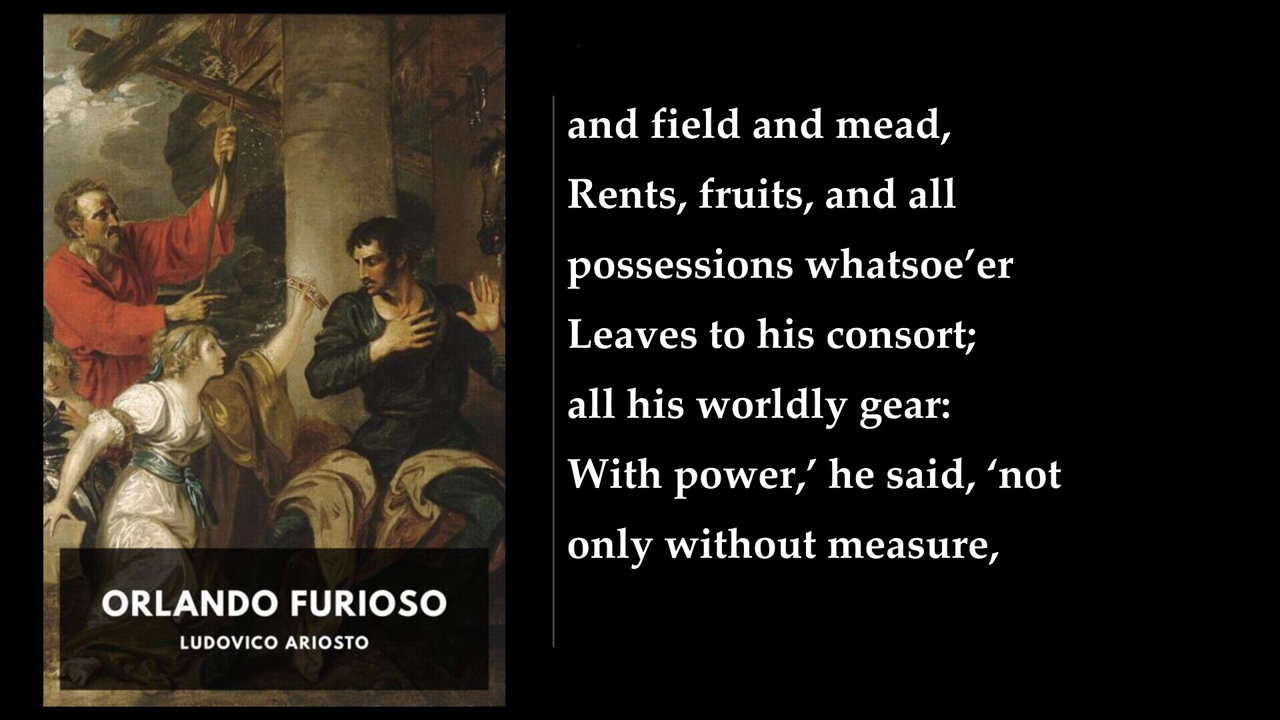 ORLANDO FURIOSO
LUDOVICO ARIOSTO
and field and mead,
Rents, fruits, and all
possessions whatsoe’er
Leaves to his consort;
all his worldly gear:
With power,’ he said, ‘not
only without measure,